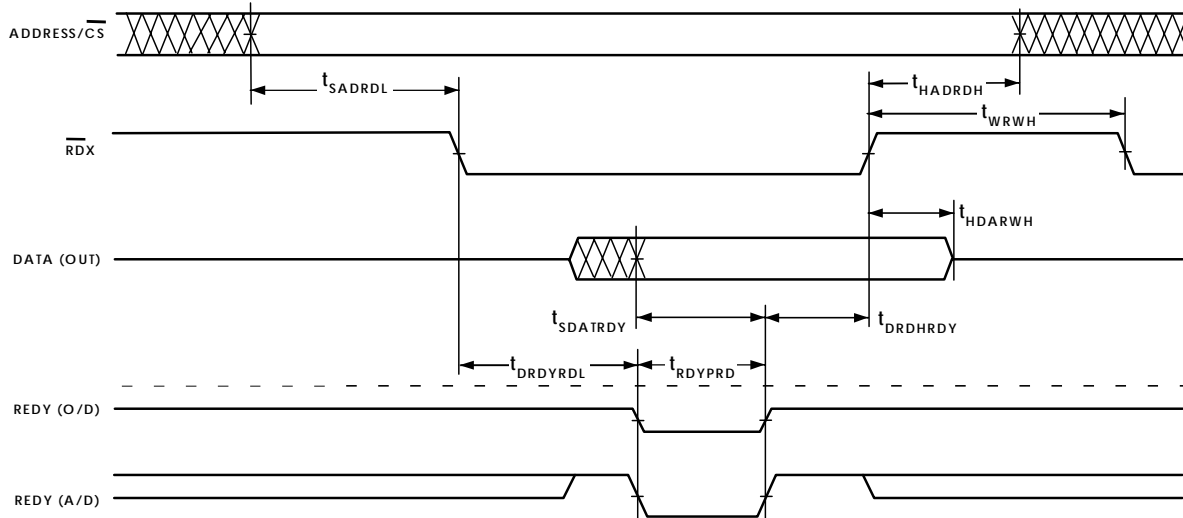 ADDRESS/CS
tSADRDL
tHADRDH
tWRWH
RDX
tHDARWH
DATA (OUT)
tSDATRDY
tDRDHRDY
tDRDYRDL
tRDYPRD
REDY (O/D)
REDY (A/D)